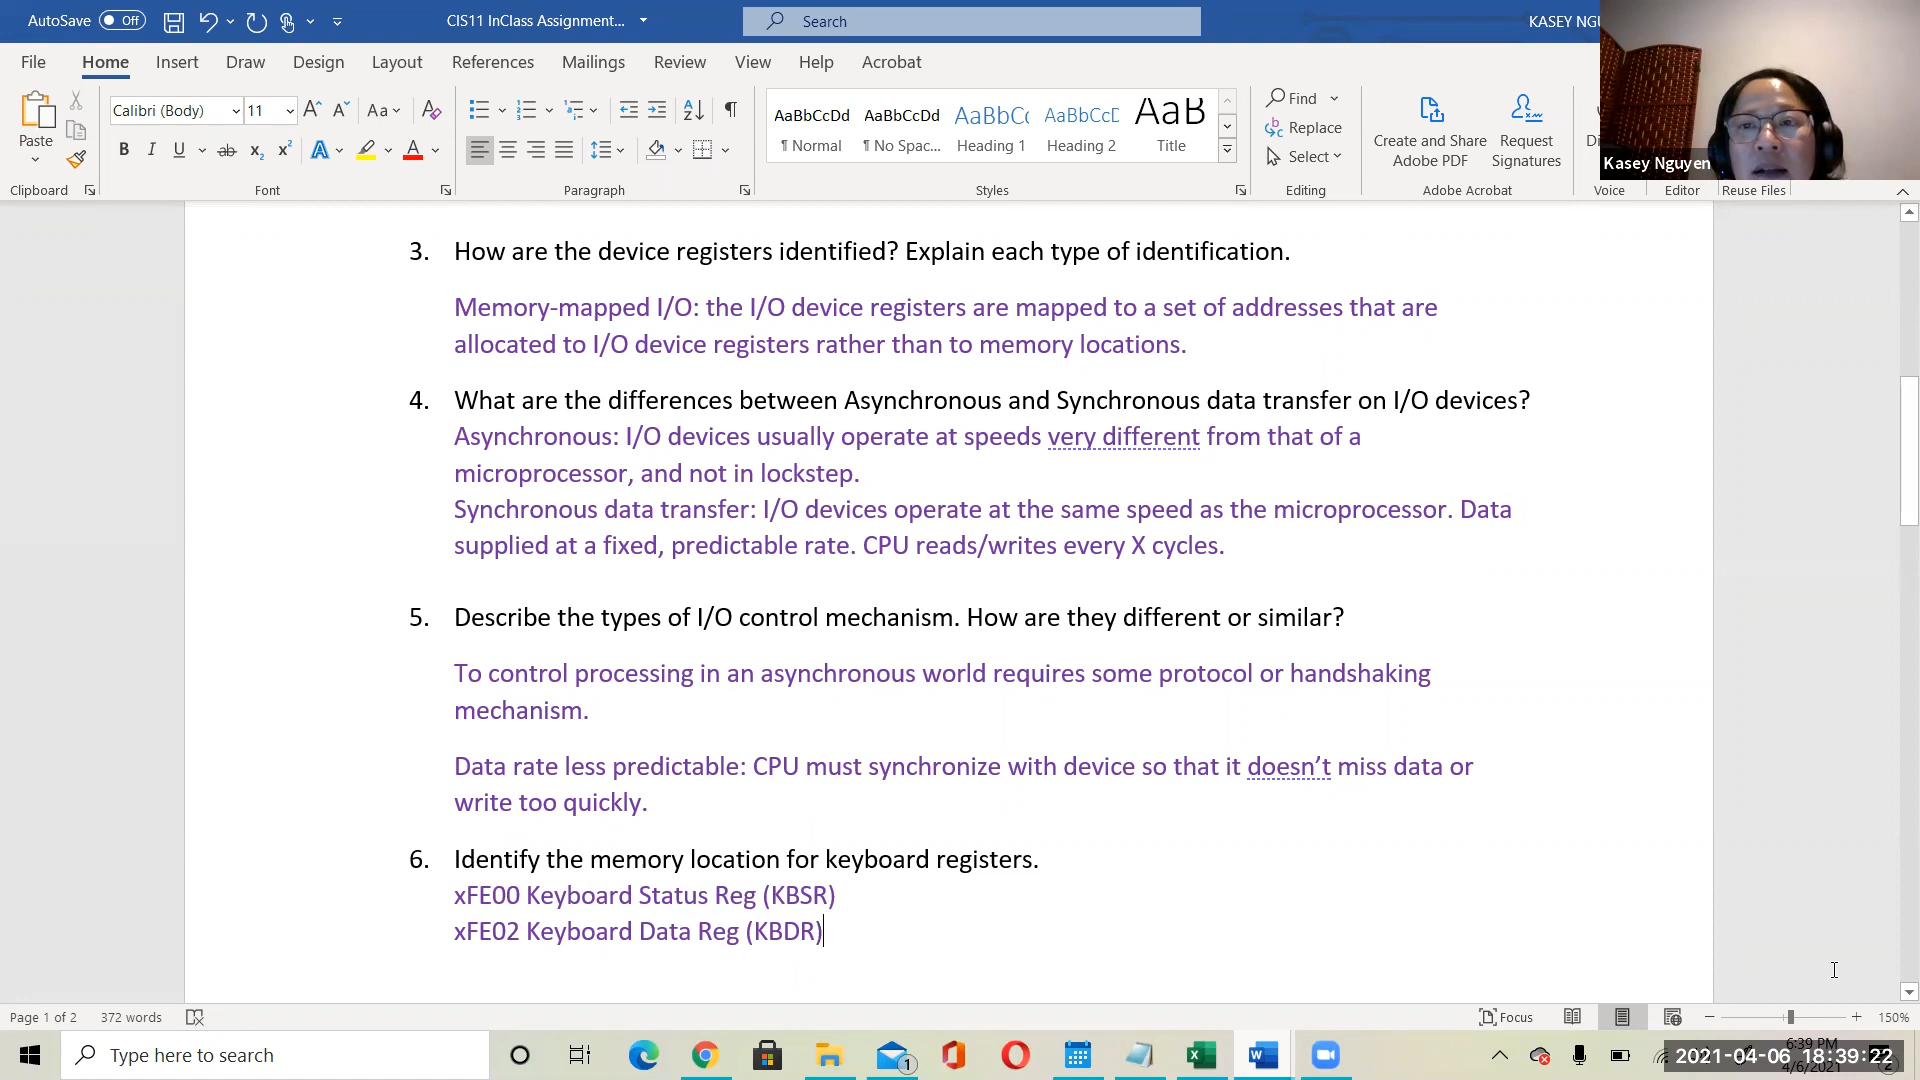 AutoSave Off CIS11 InClass Assignment... Search KASEY NGU
File Home Insert Draw Design Layout References Mailings Review View Help Acrobat
Paste
Calibri (Body) 11 Aa
AaBbCcDd AaBbCcDd AaBbCc AaBbCcD AaB
¶ Normal ¶ No Spac... Heading 1 Heading 2 Title
Find
Replace
Select
Create and Share Adobe PDF
Request Signatures
Kasey Nguyen
Clipboard Font Paragraph Styles Editing Adobe Acrobat Voice Editor Reuse Files
3. How are the device registers identified? Explain each type of identification.
Memory-mapped I/O: the I/O device registers are mapped to a set of addresses that are
allocated to I/O device registers rather than to memory locations.
4. What are the differences between Asynchronous and Synchronous data transfer on I/O devices?
Asynchronous: I/O devices usually operate at speeds very different from that of a
microprocessor, and not in lockstep.
Synchronous data transfer: I/O devices operate at the same speed as the microprocessor. Data
supplied at a fixed, predictable rate. CPU reads/writes every X cycles.
5. Describe the types of I/O control mechanism. How are they different or similar?
To control processing in an asynchronous world requires some protocol or handshaking
mechanism.
Data rate less predictable: CPU must synchronize with device so that it doesn't miss data or
write too quickly.
6. Identify the memory location for keyboard registers.
xFE00 Keyboard Status Reg (KBSR)
xFE02 Keyboard Data Reg (KBDR)
Page 1 of 2 372 words Focus 150%
Type here to search
6:39 PM
2021-04-06 18:39:22
4/6/2021